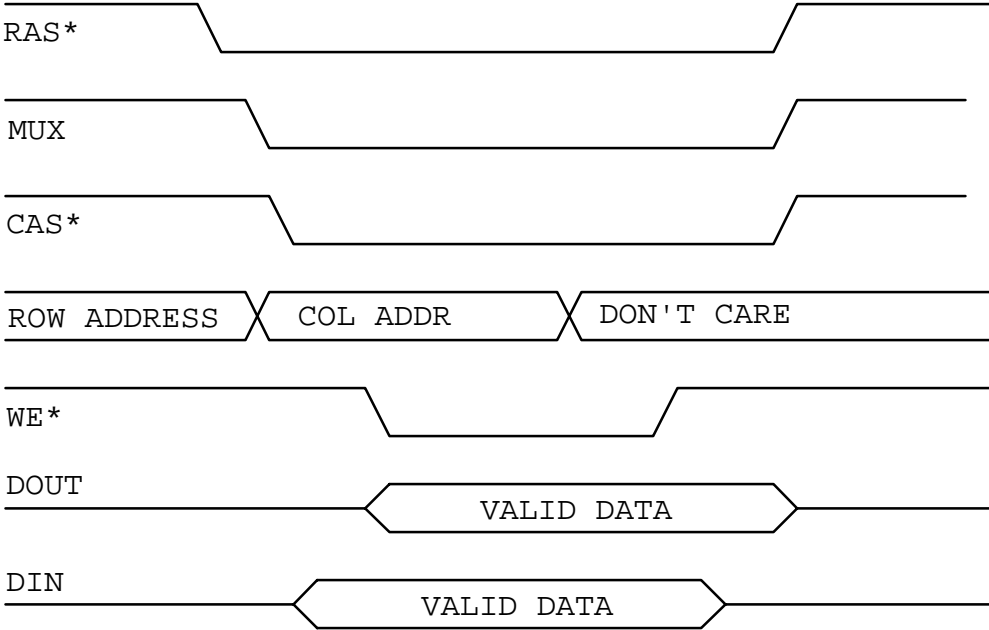 RAS*
MUX
CAS*
ROW ADDRESS COL ADDR DON'T CARE
WE*
DOUT
VALID DATA
DIN
VALID DATA